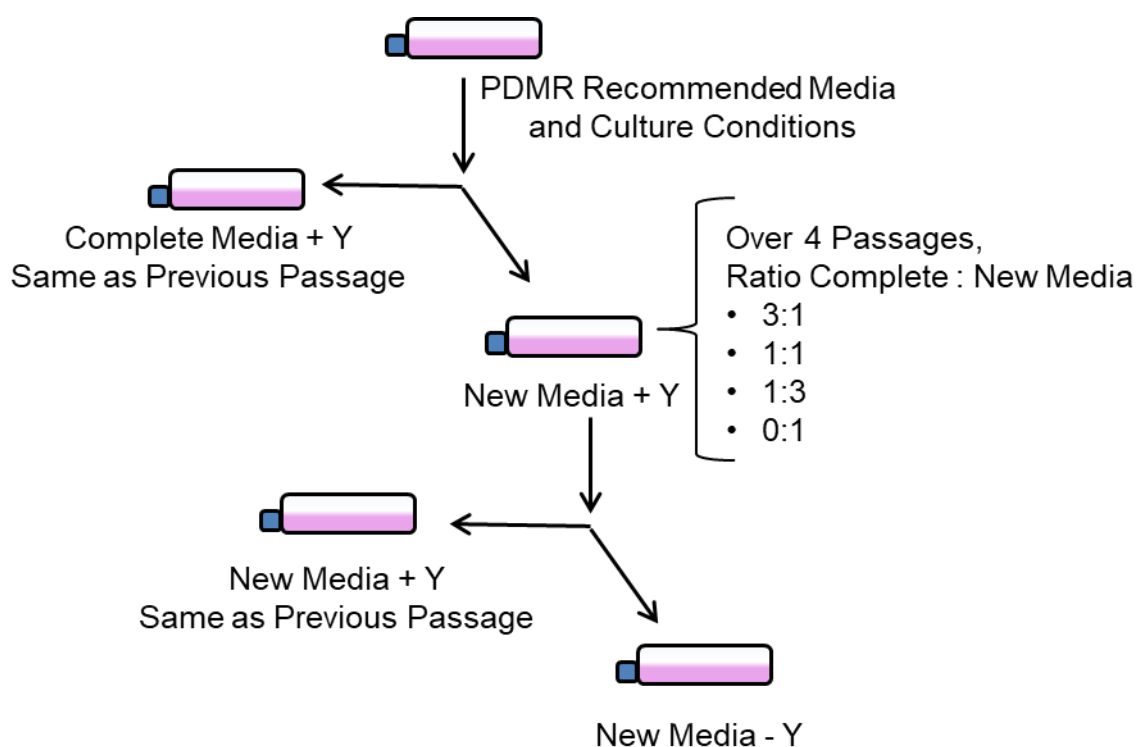 PDMR Recommended Media
and Culture Conditions
Complete Media + Y
Same as Previous Passage
Over 4 Passages,
Ratio Complete : New Media
• 3:1
• 1:1
• 1:3
• 0:1
New Media + Y
New Media + Y
Same as Previous Passage
New Media - Y